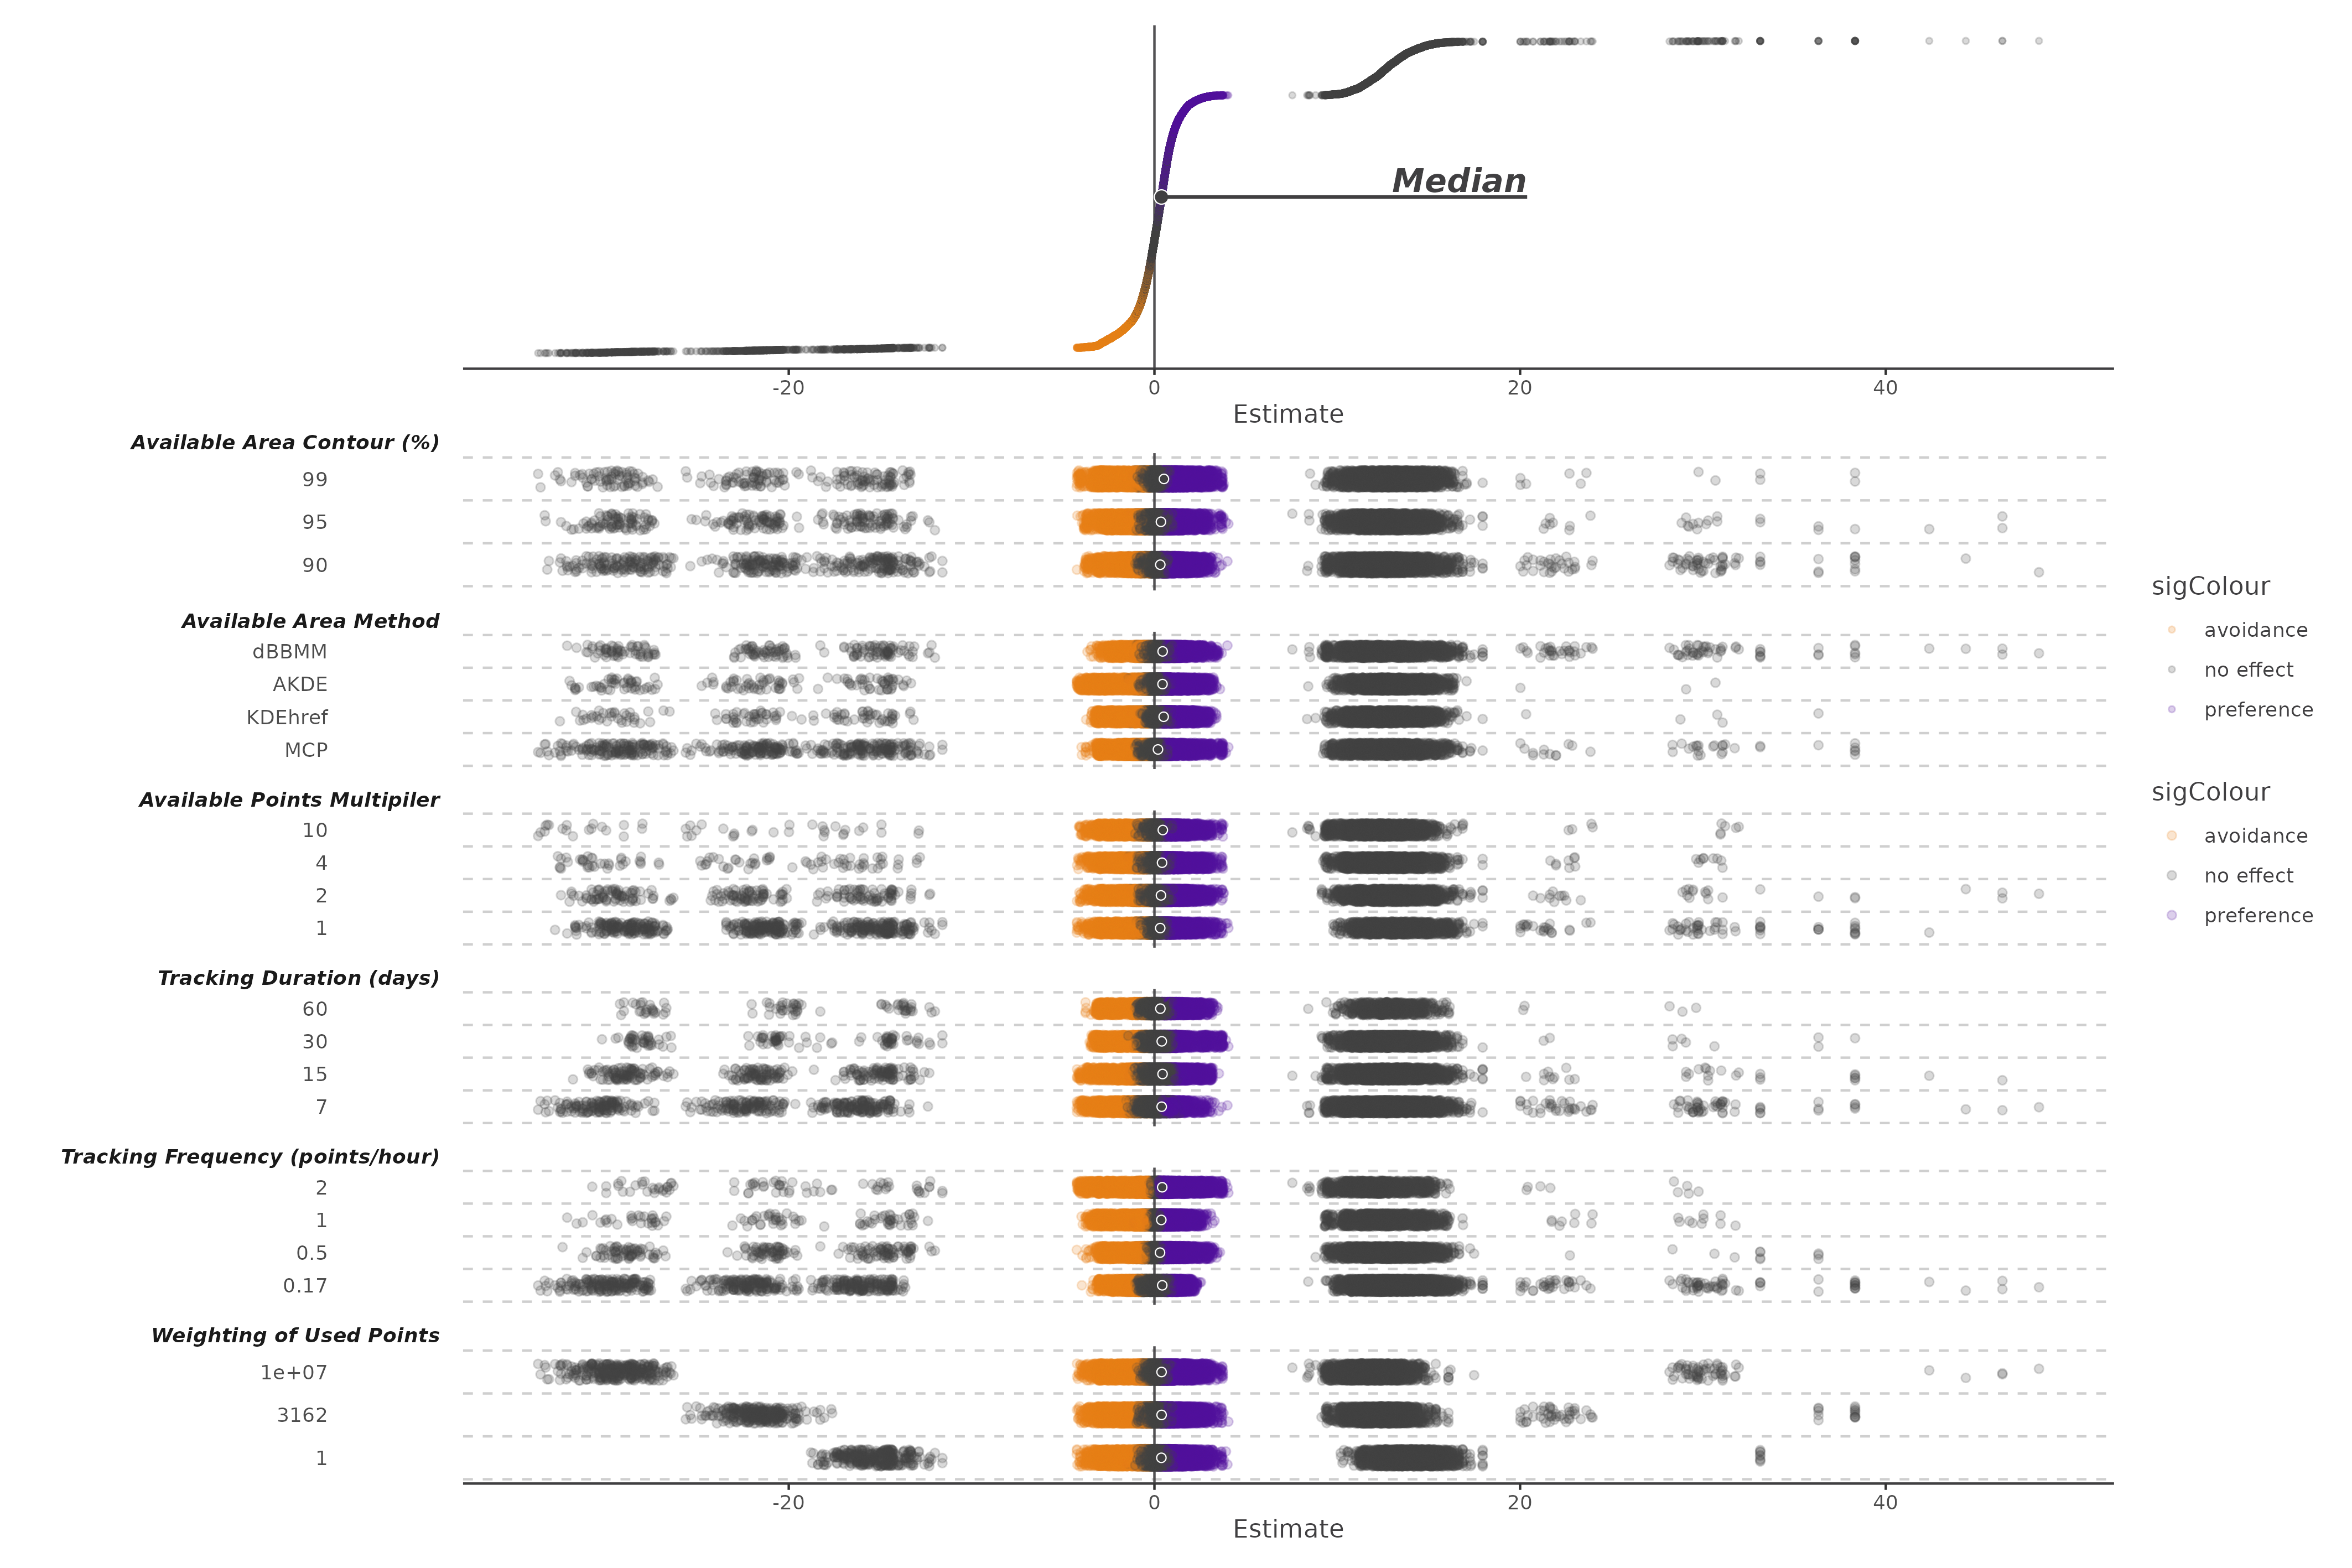 Median
-20 0 20 40
Estimate
Available Area Contour (%)
99
95
90
Available Area Method
dBBMM
AKDE
KDEhref
MCP
Available Points Multipiler
10
4
2
1
Tracking Duration (days)
60
30
15
7
Tracking Frequency (points/hour)
2
1
0.5
0.17
Weighting of Used Points
1e+07
3162
1
-20 0 20 40
Estimate
sigColour
avoidance
no effect
preference
sigColour
avoidance
no effect
preference